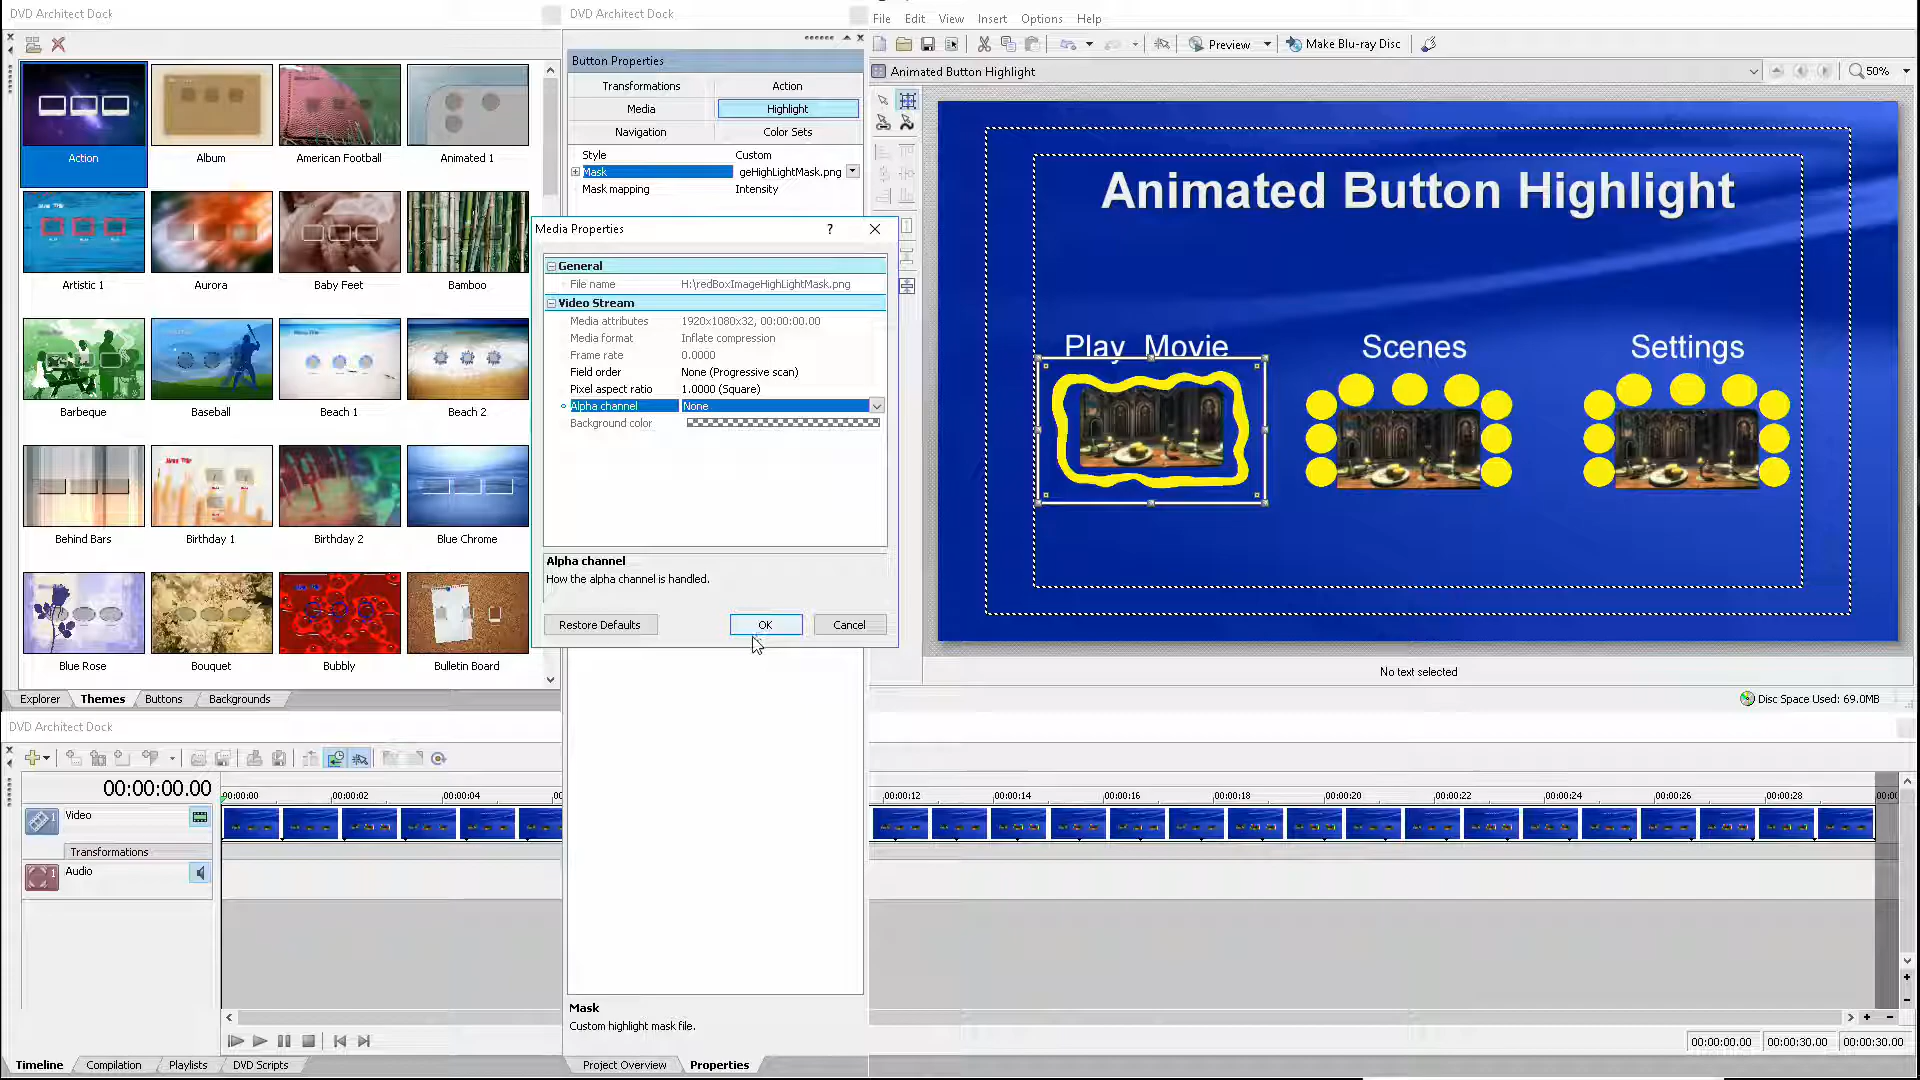 DVD Architect Dock
DVD Architect Dock
File Edit View Insert Options Help
Preview
Make Blu-ray Disc
Animated Button Highlight
50%
Action
Album
American Football
Animated 1
Artistic 1
Aurora
Baby Feet
Bamboo
Barbeque
Baseball
Beach 1
Beach 2
Behind Bars
Birthday 1
Birthday 2
Blue Chrome
Blue Rose
Bouquet
Bubbly
Bulletin Board
Explorer Themes Buttons Backgrounds
Button Properties
Transformations Action
Media Highlight
Navigation Color Sets
Style Custom
Mask geHighLightMask.png
Mask mapping Intensity
Media Properties ?
General
File name H:\redBoxImageHighLightMask.png
Video Stream
Media attributes 1920x1080x32, 00:00:00.00
Media format Inflate compression
Frame rate 0.0000
Field order None (Progressive scan)
Pixel aspect ratio 1.0000 (Square)
Alpha channel None
Background color
Alpha channel
How the alpha channel is handled.
Restore Defaults OK Cancel
Mask
Custom highlight mask file.
Project Overview Properties
Animated Button Highlight
Play Movie
Scenes
Settings
No text selected
Disc Space Used: 69.0MB
DVD Architect Dock
00:00:00.00
00:00:00 00:00:02 00:00:04 00:00:12 00:00:14 00:00:16 00:00:18 00:00:20 00:00:22 00:00:24 00:00:26 00:00:28
1 Video
Transformations
1 Audio
00:00:00.00 00:00:30.00 00:00:30.00
Timeline Compilation Playlists DVD Scripts